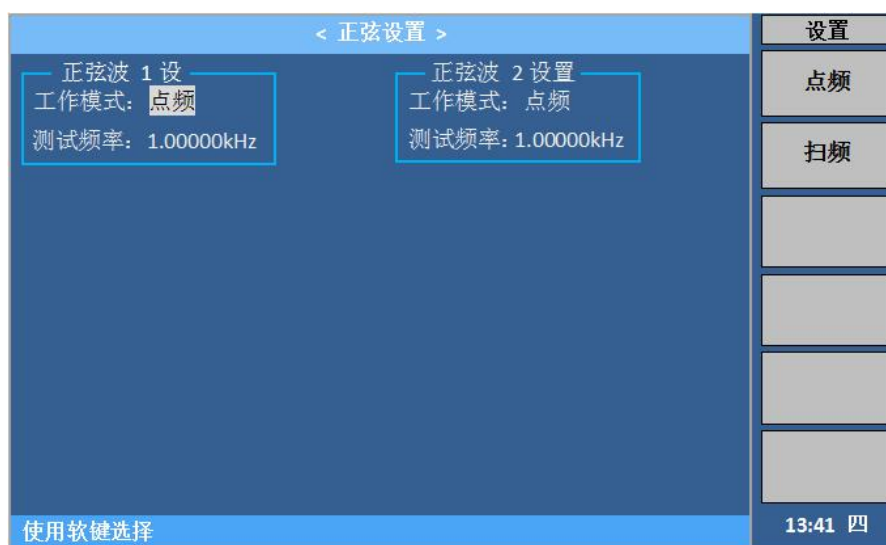 < 正弦设置 >
正弦波 1 设
工作模式: 点频
测试频率: 1.00000kHz
正弦波 2 设置
工作模式: 点频
测试频率: 1.00000kHz
设置
点频
扫频
使用软键选择
13:41 四